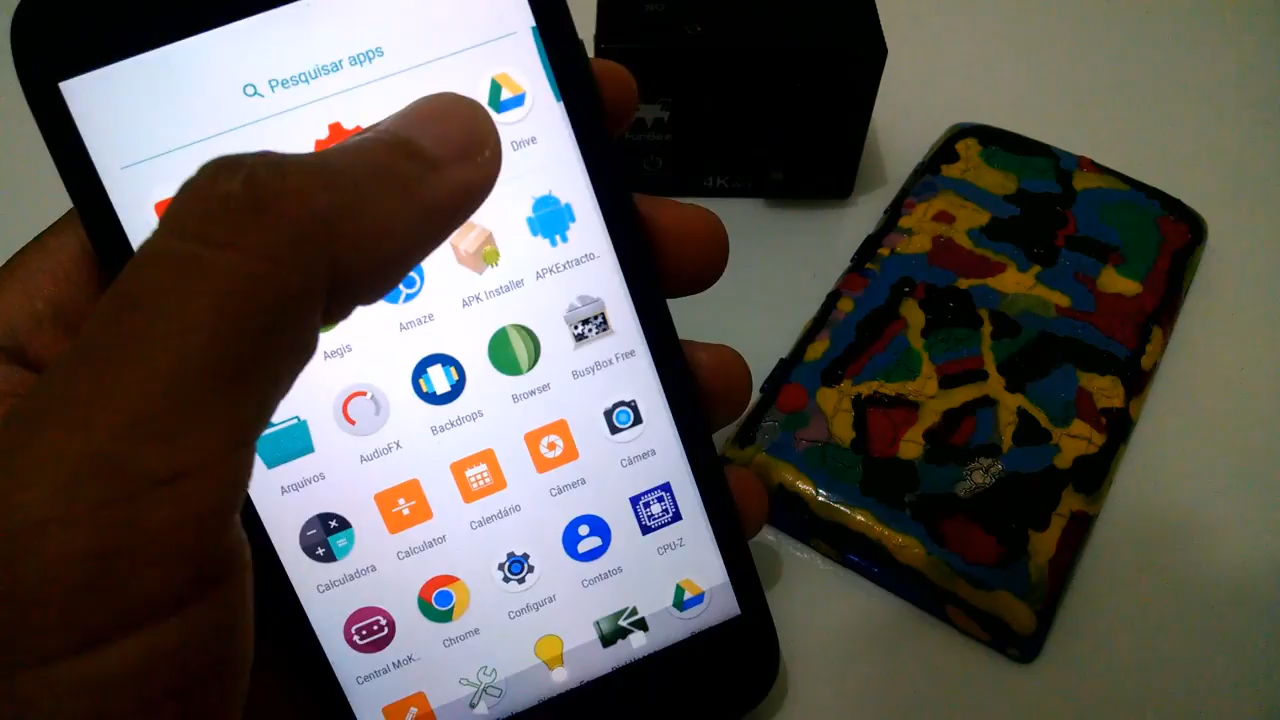 Pesquisar apps
Drive
Aegis
Amaze
APK Installer
APKExtracto..
Arquivos
AudioFX
Backdrops
Browser
BusyBox Free
Calculadora
Calculator
Calendário
Câmera
Câmera
Central MoK..
Chrome
Configurar
Contatos
CPU-Z
4K